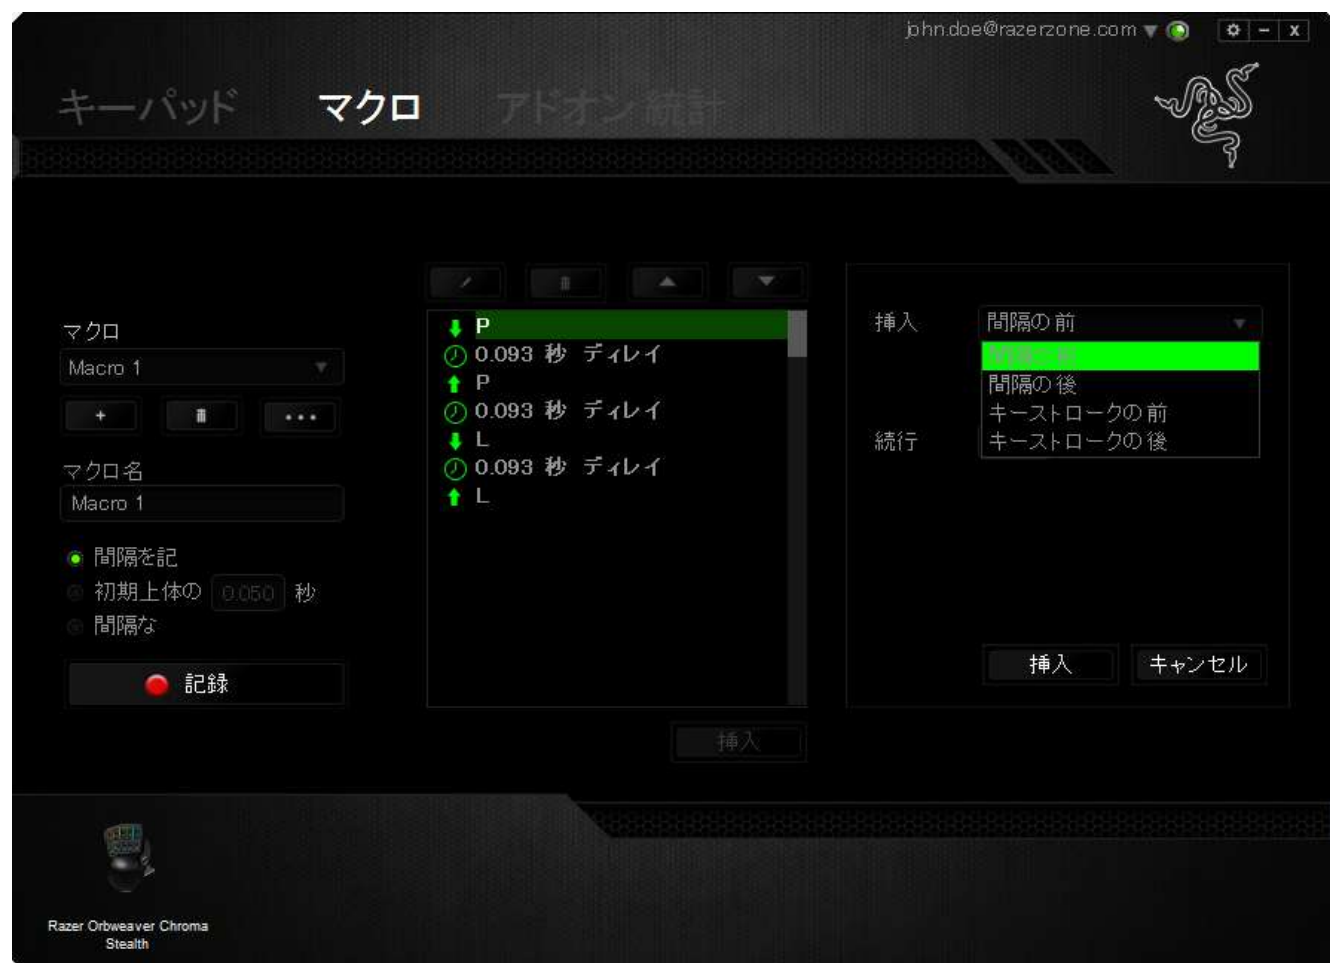 john.doe@razerzone.com
キーパッド マクロ アドオン 統計
マクロ
Macro 1
マクロ名
Macro 1
間隔を記
初期上体の 0.050 秒
間隔な
記録
P
0.093 秒 ディレイ
P
0.093 秒 ディレイ
L
0.093 秒 ディレイ
L
挿入
挿入 間隔の前
間隔の前
間隔の後
キーストロークの前
続行 キーストロークの後
挿入 キャンセル
Razer Orbweaver Chroma
Stealth